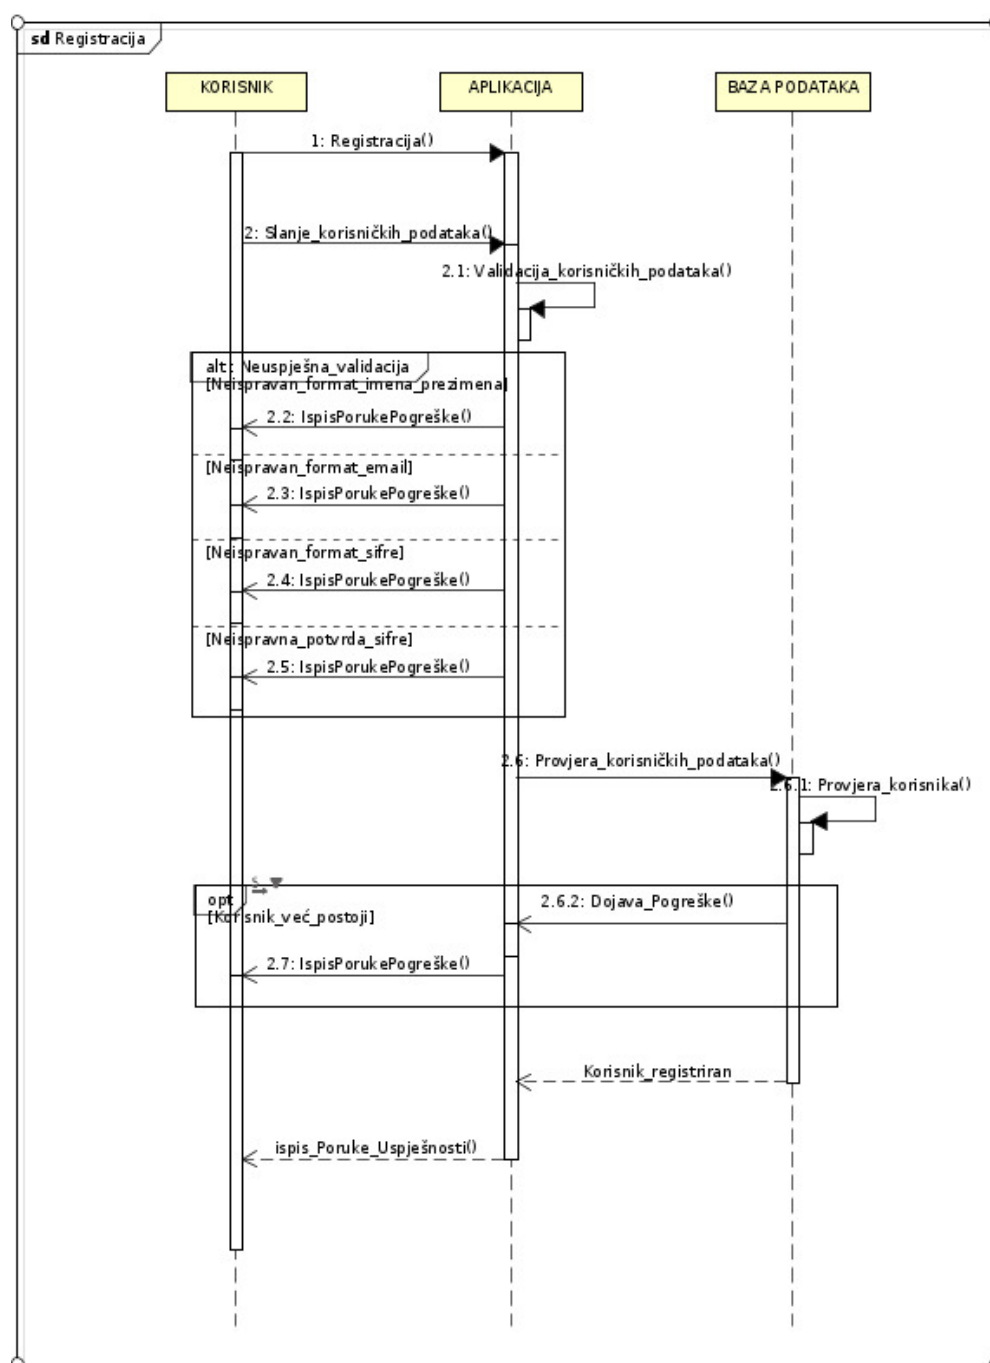 sd Registracija
KORISNIK
APLIKACIJA
BAZA PODATAKA
1: Registracija()
2: Slanje_korisničkih_podataka()
2.1: Validacija_korisničkih_podataka()
alt: Neuspješna_validacija
[Neispravan_format_imena_prezimena]
2.2: IspisPorukePogreške()
[Neispravan_format_email]
2.3: IspisPorukePogreške()
[Neispravan_format_sifre]
2.4: IspisPorukePogreške()
[Neispravna_potvrda_sifre]
2.5: IspisPorukePogreške()
2.6: Provjera_korisničkih_podataka()
2.6.1: Provjera_korisnika()
opt
[Korisnik_već_postoji]
2.6.2: Dojava_Pogreške()
2.7: IspisPorukePogreške()
Korisnik_registriran
ispis_Poruke_Uspješnosti()